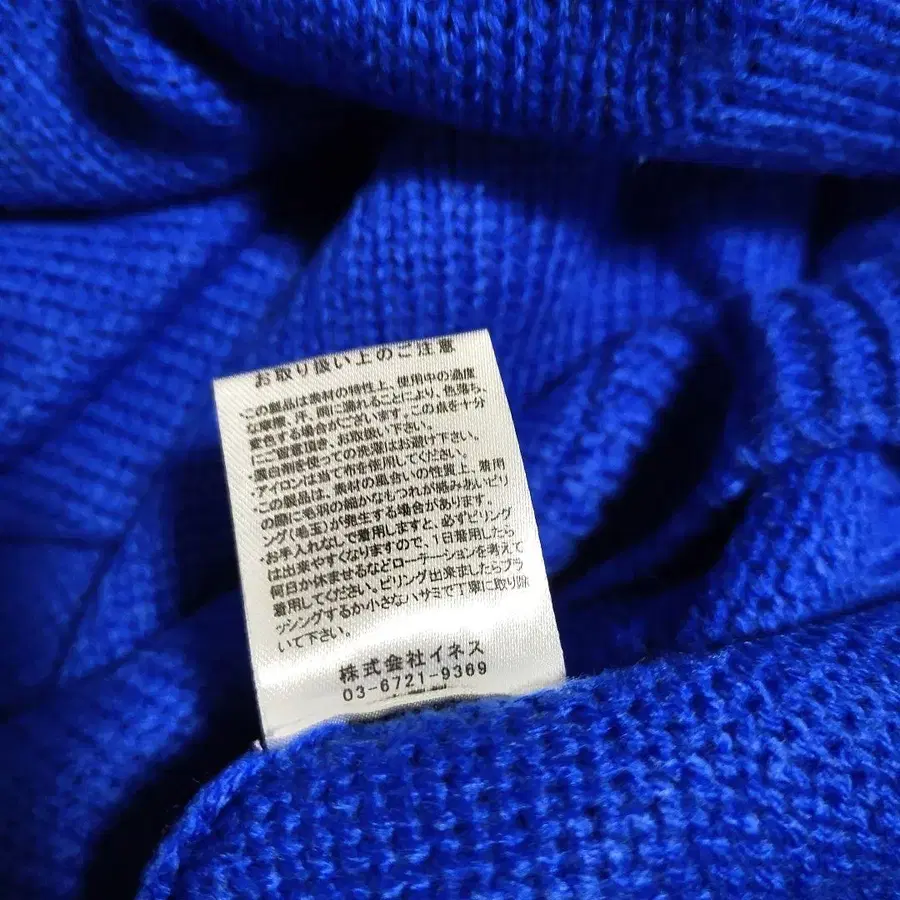 お取り扱い上のご注意
・この製品は素材の特性上、使用中の過度
な摩擦、汗、雨に濡れることにより、色落ち、
変色する場合がございます。この点を十分
にご留意頂き、お取扱い下さい。
・蛍白剤を使っての洗濯はお避け下さい。
・アイロンは当て布を使用してください。
・この製品は、素材の風合いの性質上、着用
の際に毛羽の細かなもつれが絡みあいピリ
ング(毛玉)が発生する場合があります。
・お手入れなしで着用しますと、必ずピリング
は出来やすくなりますので、1日着用したら
何日か休ませるなどローテーションを考えて
着用してください。ピリング出来ましたらブラ
ッシングするか小さなハサミで丁寧に取り除
いて下さい。
株式会社イネス
03-6721-9369